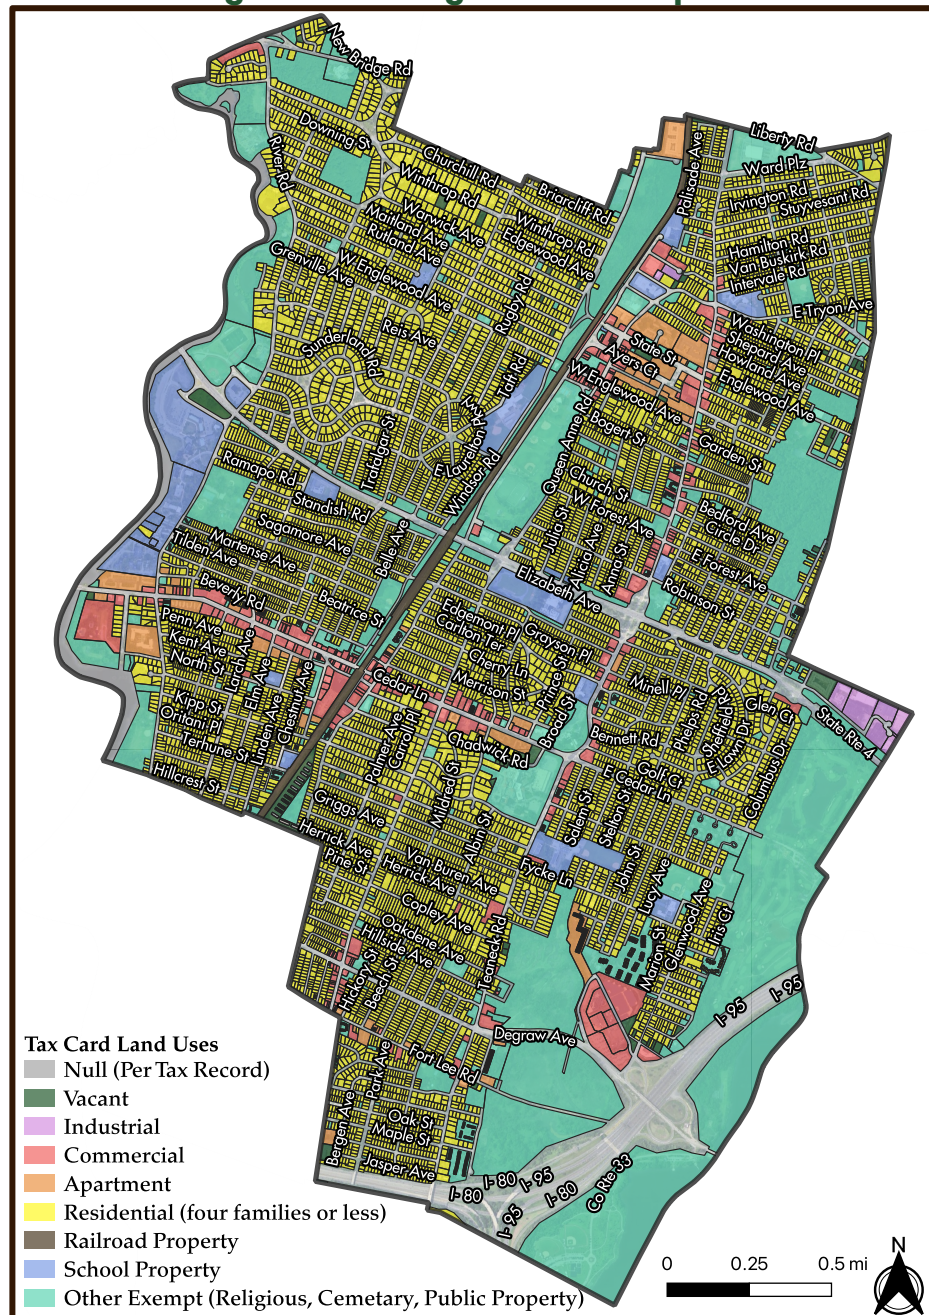 New Bridge Rd
Downing St
River Rd
Churchill Rd
Winthrop Rd
Briarcliff Rd
Palisade Ave
Liberty Rd
Ward Plz
Irvington Rd
Stuyvesant Rd
Warwick Ave
Maitland Ave
Rutland Ave
Winthrop Rd
Edgewood Ave
Hamilton Rd
Van Buskirk Rd
Intervale Rd
Grenville Ave
W Englewood Ave
Rugby Rd
E Tryon Ave
Reis Ave
Sunderland Rd
State St
Ayers Ct
Washington Pl
Shepard Ave
Howland Ave
Englewood Ave
W Englewood Ave
Taft Rd
Trafalgar St
E Laurelton Pkwy
Windsor Rd
Queen Anne Rd
Bogert St
Garden St
Ramapo Rd
Standish Rd
Sagamore Ave
Church St
W Forest Ave
Bedford Ave
Circle Dr
E Forest Ave
Martense Ave
Tilden Ave
Belle Ave
Julia St
Alicia Ave
Anna St
Beverly Rd
Beatrice St
Elizabeth Ave
Robinson St
Penn Ave
Kent Ave
North St
Larch Ave
Elm Ave
Edgemont Pl
Carlton Ter
Grayson Pl
Cherry Ln
Merrison St
Cedar Ln
Prince St
Minell Pl
Phelps Rd
Glen Ct
State Rte 4
Kipp St
Oritani Pl
Terhune St
Linden Ave
Chestnut Ave
Hillcrest St
Palmer Ave
Carroll Pl
Chadwick Rd
Broad St
Bennett Rd
Sheffield
E Lawn Dr
Columbus Dr
Golf Ct
E Cedar Ln
Griggs Ave
Mildred St
Albin St
Salem St
Shelton St
Herrick Ave
Pine St
Van Buren Ave
Herrick Ave
Fycke Ln
John St
Lucy Ave
Copley Ave
Oakdene Ave
Hillside Ave
Teaneck Rd
Marion St
Glenwood Ave
Iris Ct
McKay St
Beech St
I- 95
I- 95
Degraw Ave
Fort Lee Rd
Park Ave
Bergen Ave
Oak St
Maple St
Jasper Ave
I- 80
I- 80
I- 95
I- 80
I- 95
Co Rte 33
Tax Card Land Uses
Null (Per Tax Record)
Vacant
Industrial
Commercial
Apartment
Residential (four families or less)
Railroad Property
School Property
Other Exempt (Religious, Cemetary, Public Property)
0 0.25 0.5 mi
N